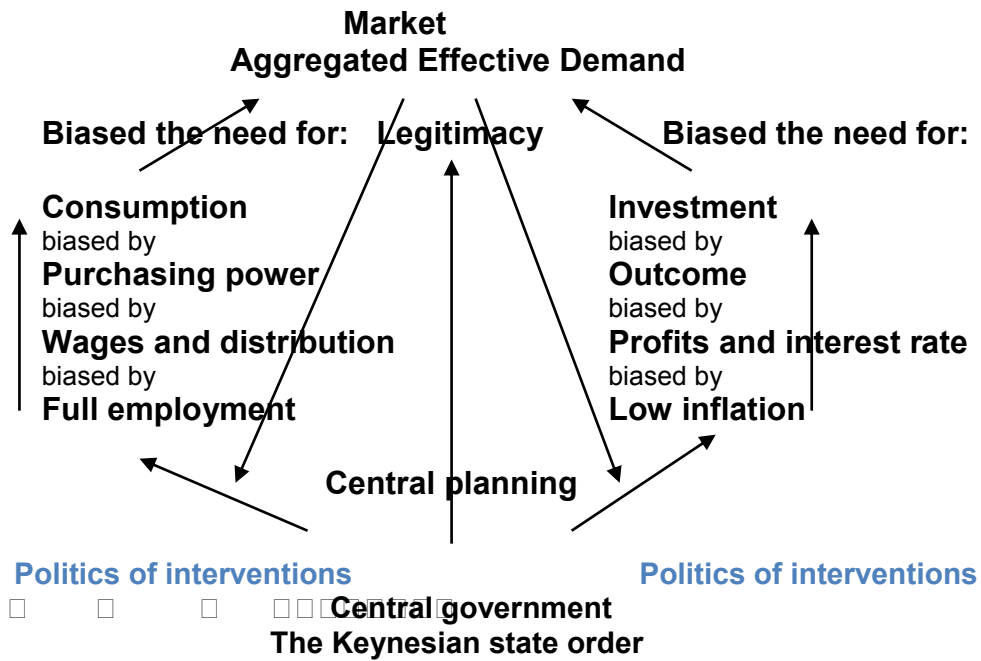 Market
Aggregated Effective Demand
Biased the need for: Legitimacy Biased the need for:
Consumption
biased by
Purchasing power
biased by
Wages and distribution
biased by
Full employment
Investment
biased by
Outcome
biased by
Profits and interest rate
biased by
Low inflation
Central planning
Politics of interventions Politics of interventions
Central government
The Keynesian state order